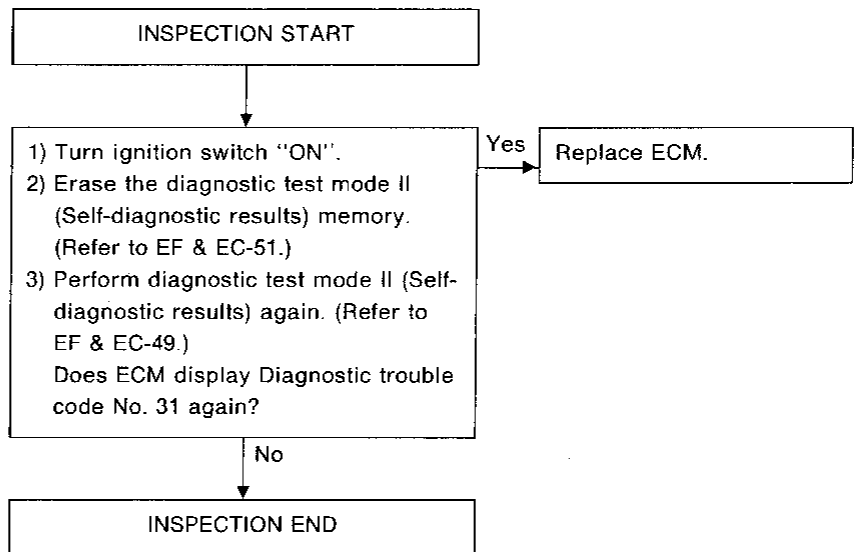 INSPECTION START
1) Turn ignition switch "ON".
2) Erase the diagnostic test mode II
(Self-diagnostic results) memory.
(Refer to EF & EC-51.)
3) Perform diagnostic test mode II (Self-
diagnostic results) again. (Refer to
EF & EC-49.)
Does ECM display Diagnostic trouble
code No. 31 again?
Yes
Replace ECM.
No
INSPECTION END